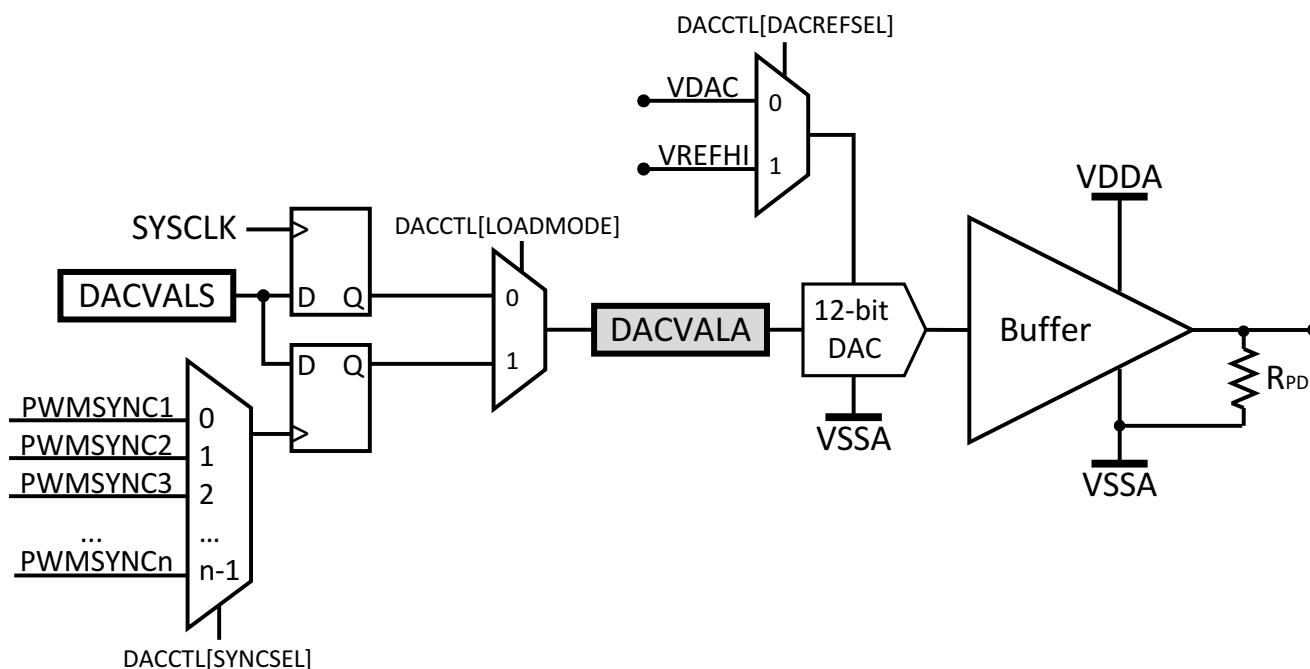 DACCTL[DACREFSEL]
VDAC
0
VREFHI
1
VDDA
SYSCLK
DACCTL[LOADMODE]
DACVALS
D
Q
0
DACVALA
12-bit
DAC
Buffer
D
Q
1
RPD
PWMSYNC1
0
VSSA
PWMSYNC2
1
PWMSYNC3
2
VSSA
...
...
PWMSYNCn
n-1
DACCTL[SYNCSEL]